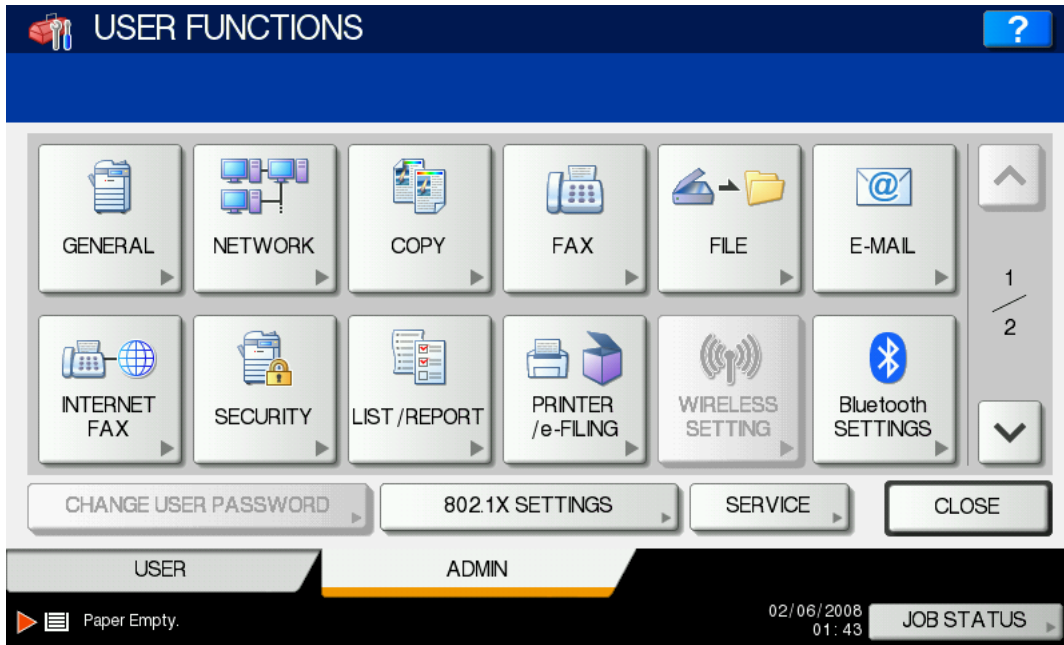 USER FUNCTIONS
?
GENERAL
NETWORK
COPY
FAX
FILE
E-MAIL
1
2
INTERNET
FAX
SECURITY
LIST / REPORT
PRINTER
/e-FILING
WIRELESS
SETTING
Bluetooth
SETTINGS
CHANGE USER PASSWORD
802.1X SETTINGS
SERVICE
CLOSE
USER
ADMIN
Paper Empty.
02/06/2008
01:43
JOB STATUS